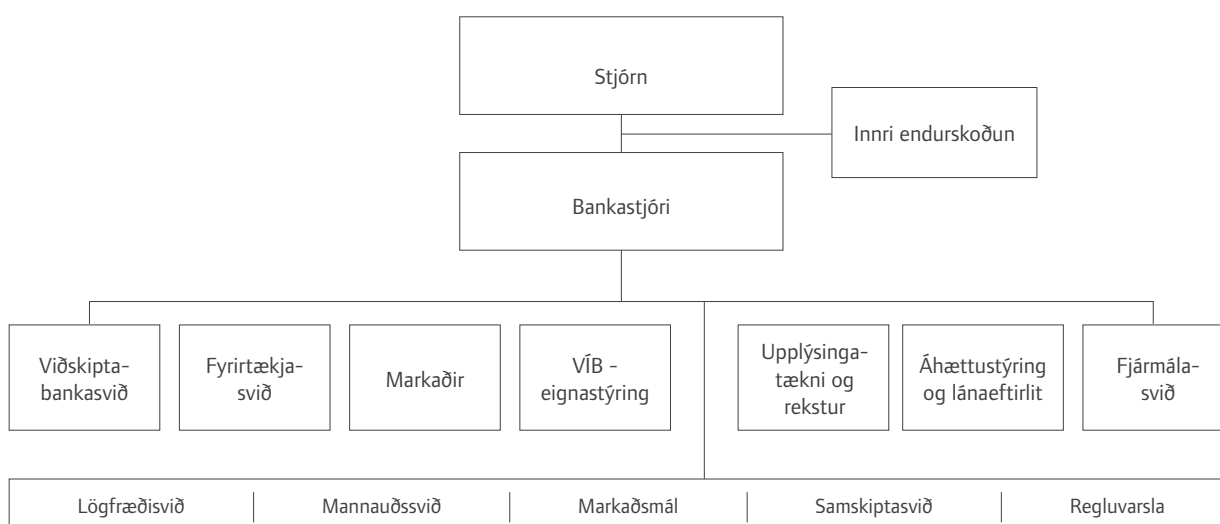 Stjórn
Innri endurskoðun
Bankastjóri
Viðskipta-
bankasvið
Fyrirtækja-
svið
Markaðir
VÍB -
eignastýring
Upplýsinga-
tækni og
rekstur
Áhættustýring
og lánaeftirlit
Fjármála-
svið
Lögfræðisvið
Mannauðssvið
Markaðsmál
Samskiptasvið
Regluvarsla